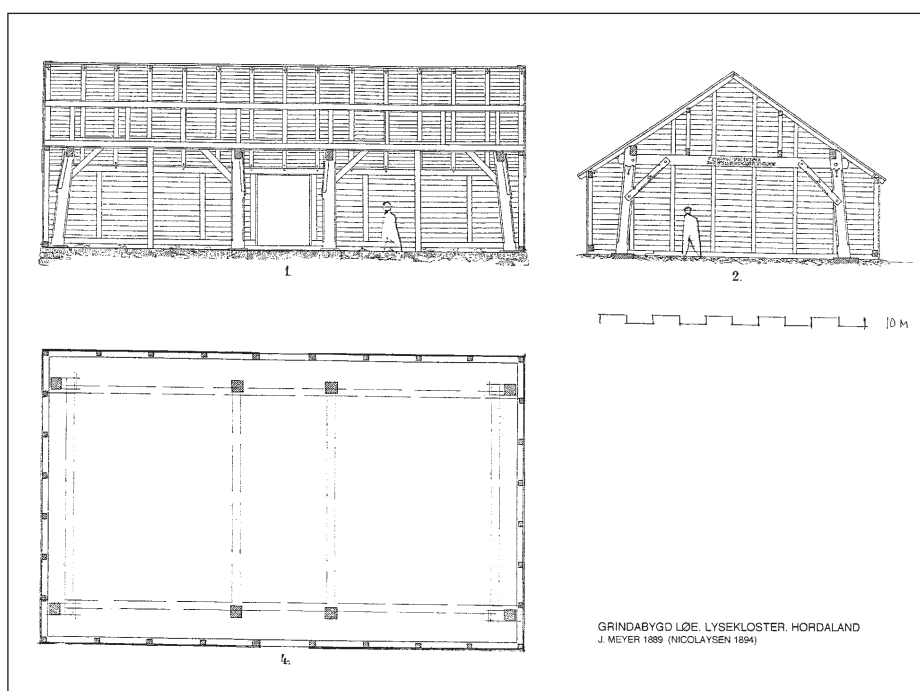 1.
2.
10 M
4.
GRINDABYGD LØE. LYSEKLOSTER. HORDALAND
J. MEYER 1889 (NICOLAYSEN 1894)